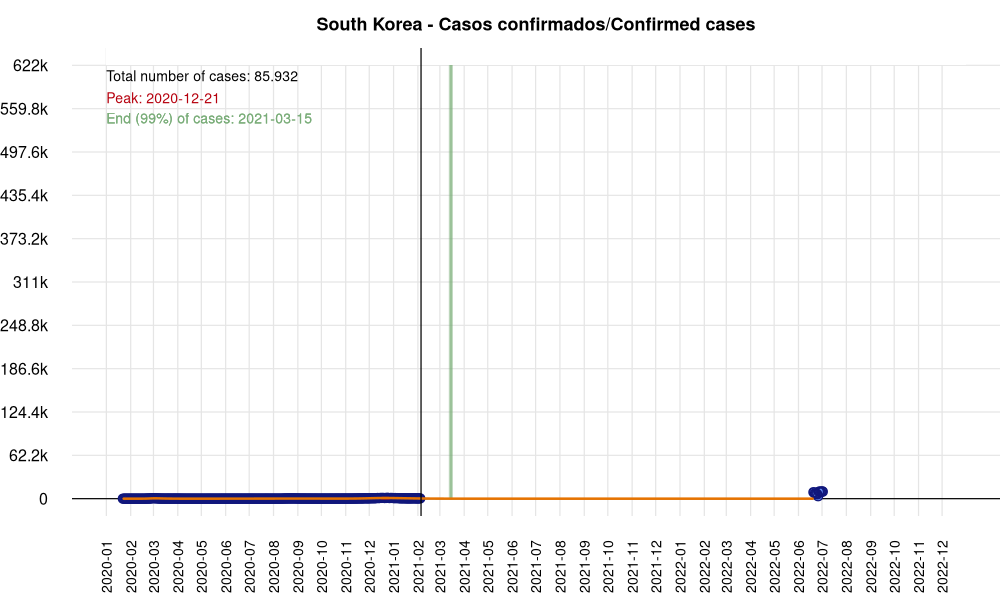 South Korea - Casos confirmados/Confirmed cases
622k
559.8k
497.6k
435.4k
373.2k
311k
248.8k
186.6k
124.4k
62.2k
0
Total number of cases: 85.932
Peak: 2020-12-21
End (99%) of cases: 2021-03-15
2020-01
2020-02
2020-03
2020-04
2020-05
2020-06
2020-07
2020-08
2020-09
2020-10
2020-11
2020-12
2021-01
2021-02
2021-03
2021-04
2021-05
2021-06
2021-07
2021-08
2021-09
2021-10
2021-11
2021-12
2022-01
2022-02
2022-03
2022-04
2022-05
2022-06
2022-07
2022-08
2022-09
2022-10
2022-11
2022-12